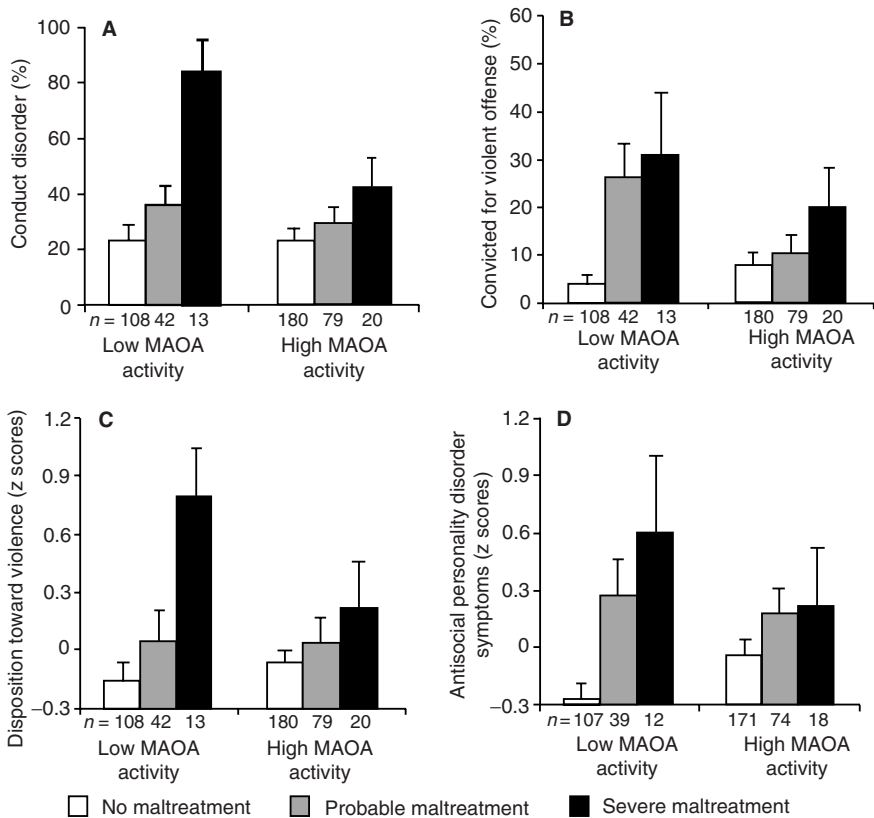 A
Conduct disorder (%)
100
80
60
40
20
0
n = 108 42 13 180 79 20
Low MAOA activity
High MAOA activity
B
Convicted for violent offense (%)
60
50
40
30
20
10
0
n = 108 42 13 180 79 20
Low MAOA activity
High MAOA activity
C
Disposition toward violence (z scores)
1.2
0.9
0.6
0.3
0
–0.3
n = 108 42 13 180 79 20
Low MAOA activity
High MAOA activity
D
Antisocial personality disorder
symptoms (z scores)
1.2
0.9
0.6
0.3
0
–0.3
n = 107 39 12 171 74 18
Low MAOA activity
High MAOA activity
No maltreatment Probable maltreatment Severe maltreatment